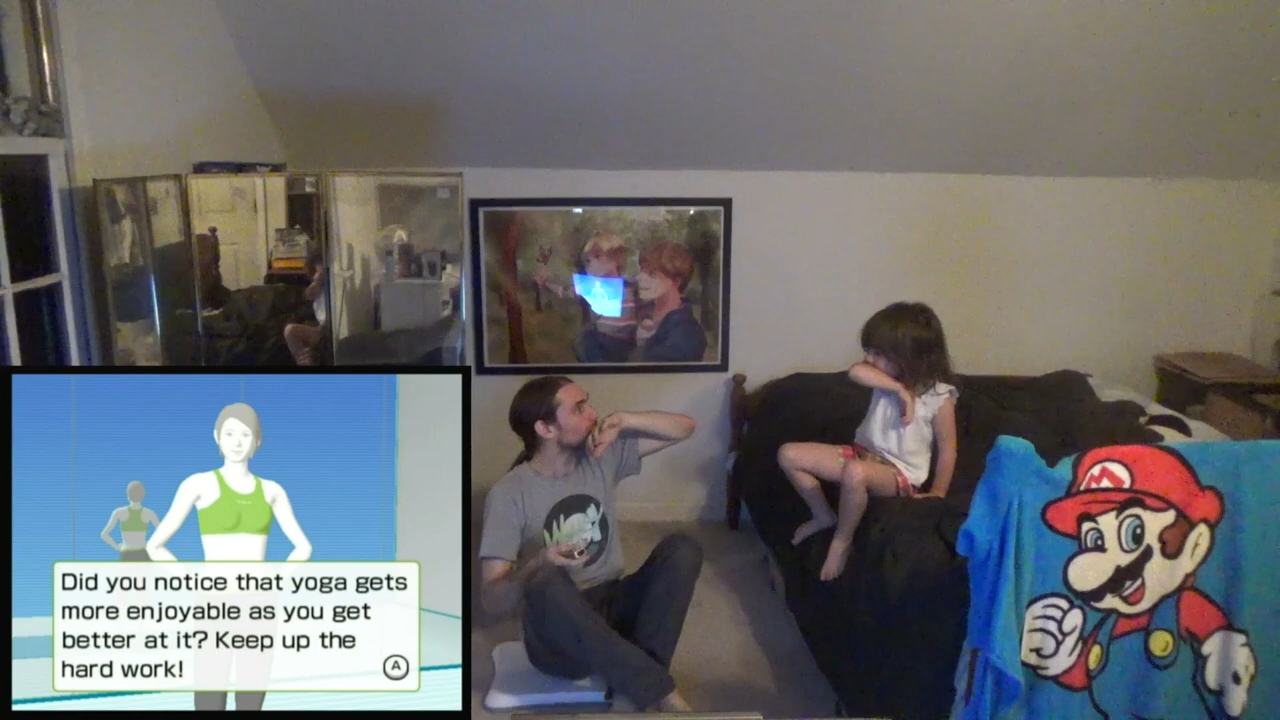 Did you notice that yoga gets
more enjoyable as you get
better at it? Keep up the
hard work!
A
M